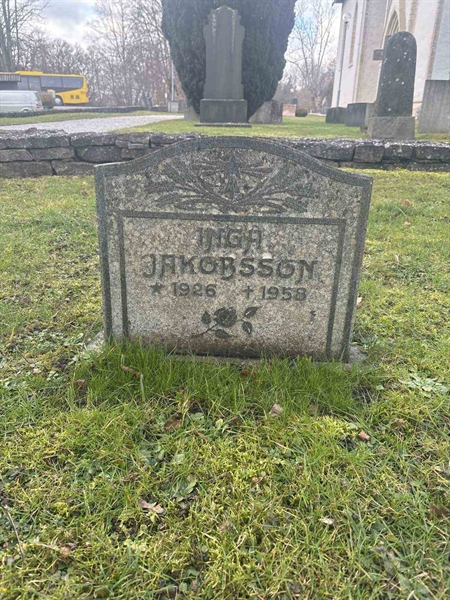 INGA
JAKOBSSON
* 1926 † 1958